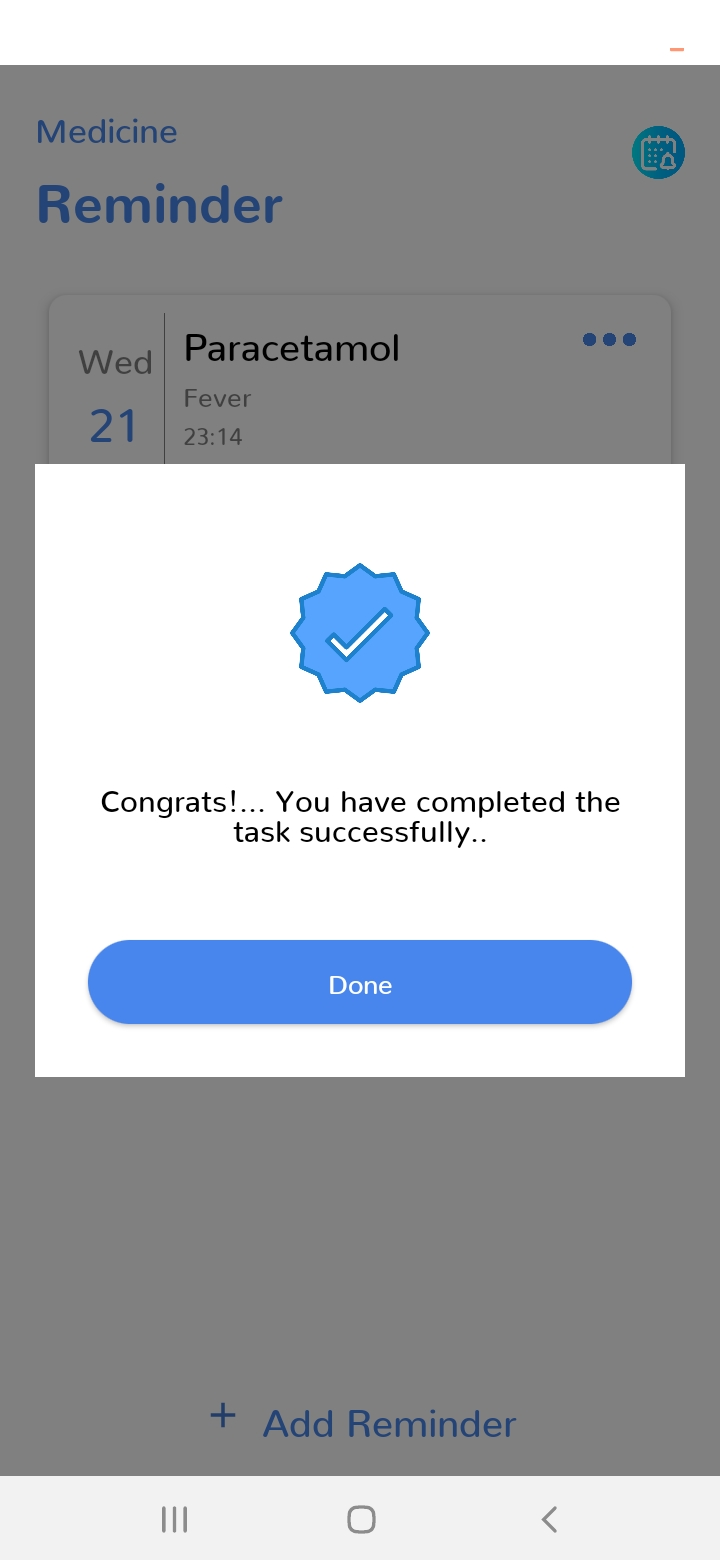 Medicine
Reminder
Wed
21
Paracetamol
Fever
23:14
Congrats!... You have completed the
task successfully..
Done
+ Add Reminder